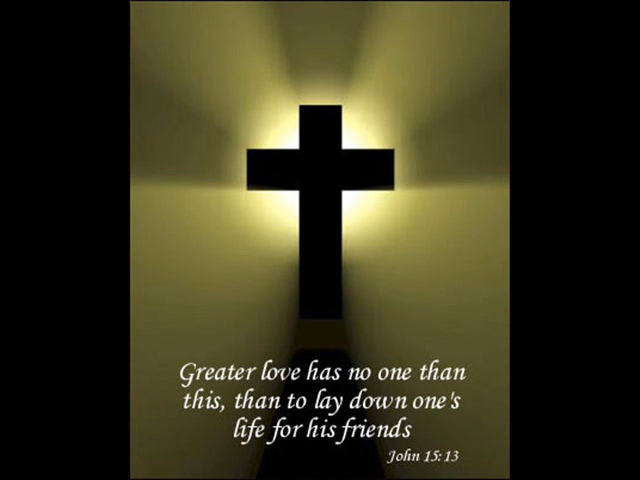 Greater love has no one than
this, than to lay down one's
life for his friends
John 15:13